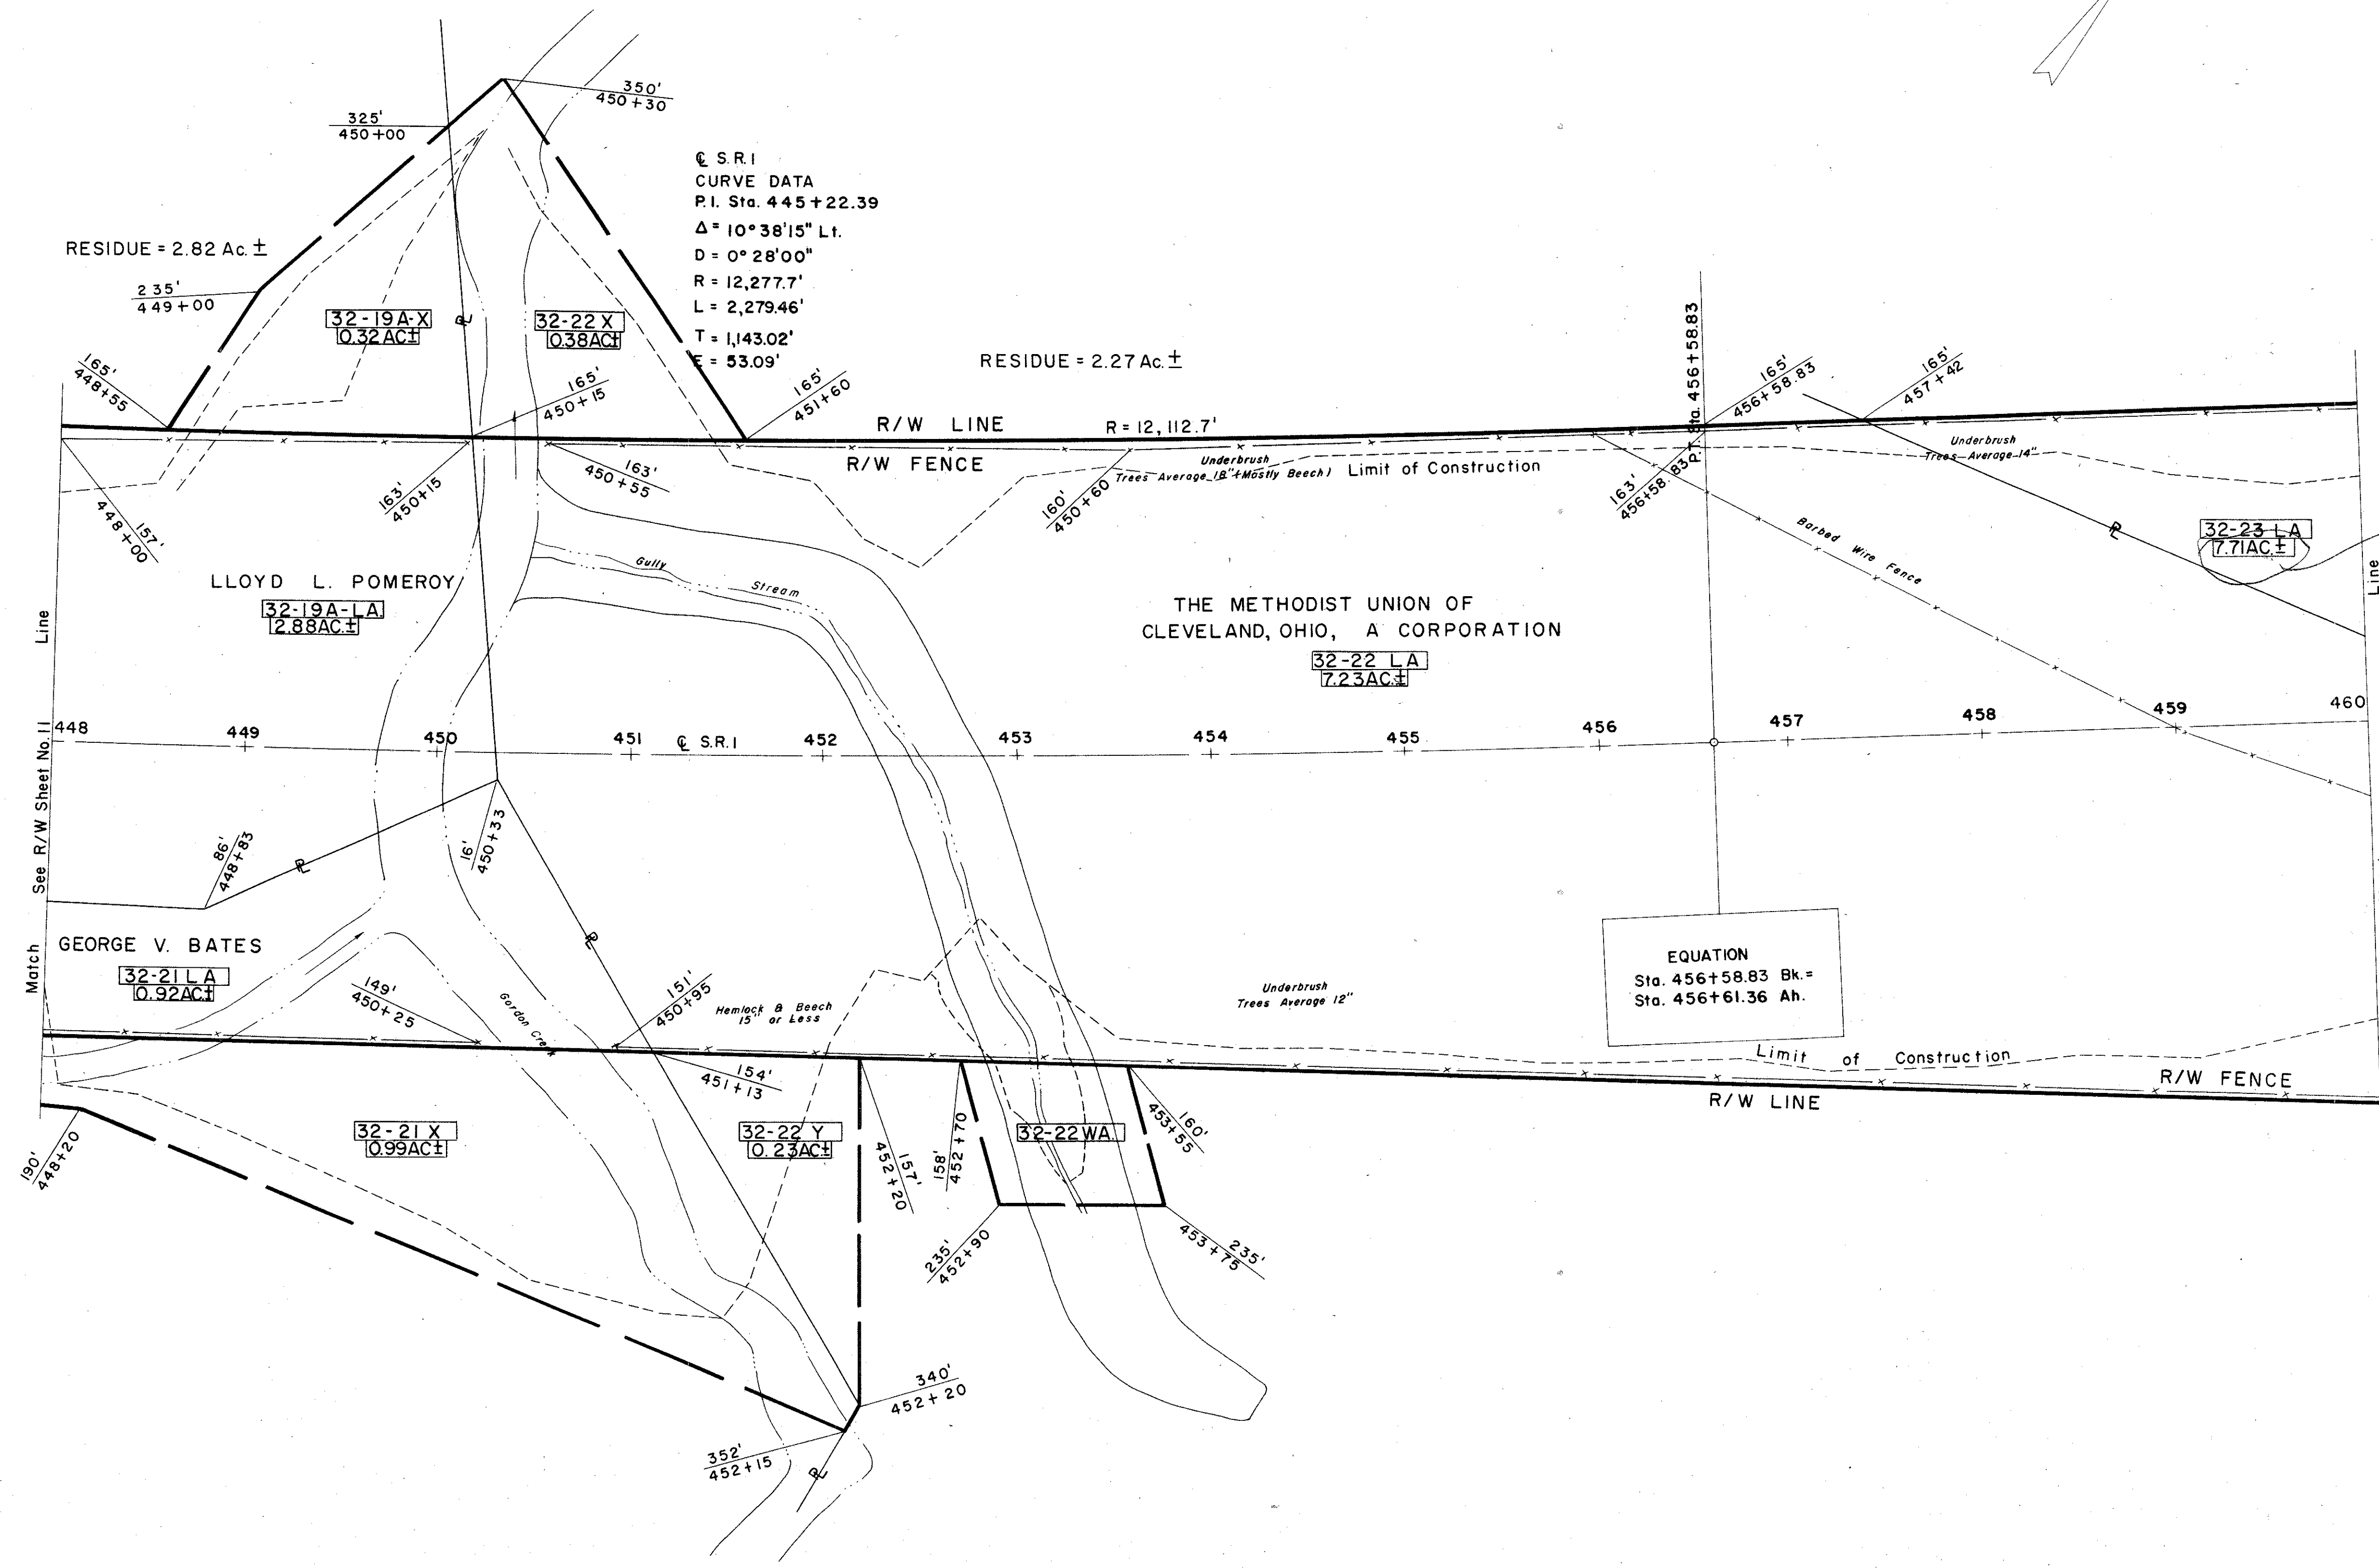 350'
450+30
325'
450+00
℄ S.R.1
CURVE DATA
P.I. Sta. 445+22.39
Δ = 10°38'15" Lt.
D = 0°28'00"
R = 12,277.7'
L = 2,279.46'
T = 1,143.02'
E = 53.09'
RESIDUE = 2.82 Ac.±
235'
449+00
32-19A-X
0.32AC±
32-22 X
0.38AC±
165'
448+55
165'
450+15
165'
451+60
RESIDUE = 2.27 Ac.±
P.T. Sta. 456+58.83
165'
456+58.83
165'
457+42
R/W LINE
R = 12,112.7'
R/W FENCE
Underbrush
Trees Average 18" (Mostly Beech)
Limit of Construction
Underbrush
Trees Average 14"
157'
448+00
163'
450+15
163'
450+55
160'
450+60
163'
456+58.83
Barbed Wire Fence
32-23 LA
7.71AC.±
Line
LLOYD L. POMEROY
32-19A-LA.
2.88AC.±
Gully
Stream
THE METHODIST UNION OF
CLEVELAND, OHIO, A CORPORATION
32-22 LA
7.23AC.±
Match See R/W Sheet No. 11 Line
448
449
450
451
℄ S.R.1
452
453
454
455
456
457
458
459
460
86'
448+83
℄
16'
450+33
GEORGE V. BATES
32-21 LA
0.92AC±
149'
450+25
Gordon Creek
151'
450+95
Hemlock & Beech
15" or Less
Underbrush
Trees Average 12"
EQUATION
Sta. 456+58.83 Bk.=
Sta. 456+61.36 Ah.
Limit of Construction
R/W FENCE
R/W LINE
154'
451+13
190'
448+20
32-21 X
0.99AC±
32-22 Y
0.23AC±
157'
452+20
158'
452+70
32-22WA.
160'
453+55
235'
452+90
235'
453+75
340'
452+20
352'
452+15